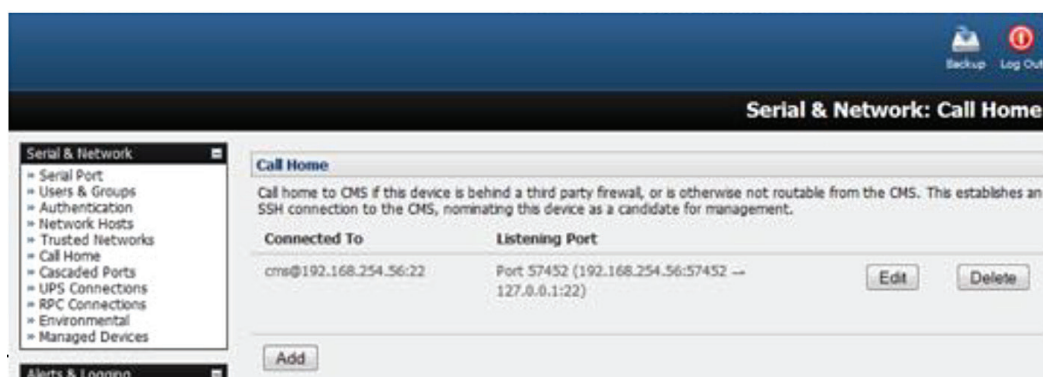 Backup Log Out
Serial & Network: Call Home
Serial & Network
» Serial Port
» Users & Groups
» Authentication
» Network Hosts
» Trusted Networks
» Call Home
» Cascaded Ports
» UPS Connections
» RPC Connections
» Environmental
» Managed Devices
Alerts & Logging
Call Home
Call home to CMS if this device is behind a third party firewall, or is otherwise not routable from the CMS. This establishes an
SSH connection to the CMS, nominating this device as a candidate for management.
Connected To Listening Port
cms@192.168.254.56:22 Port 57452 (192.168.254.56:57452 →
127.0.0.1:22)
Edit Delete
Add